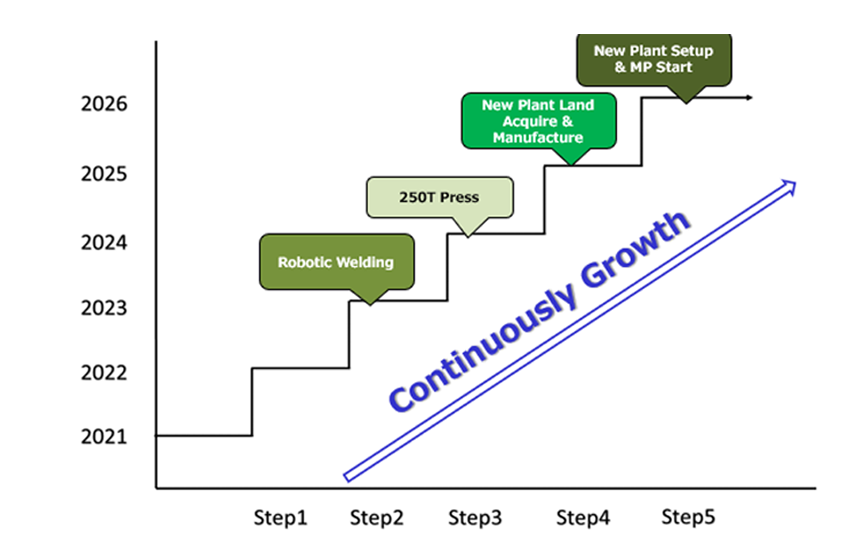 New Plant Setup
& MP Start
2026
New Plant Land
Acquire &
Manufacture
2025
250T Press
2024
Robotic Welding
Continuously Growth
2023
2022
2021
Step1 Step2 Step3 Step4 Step5